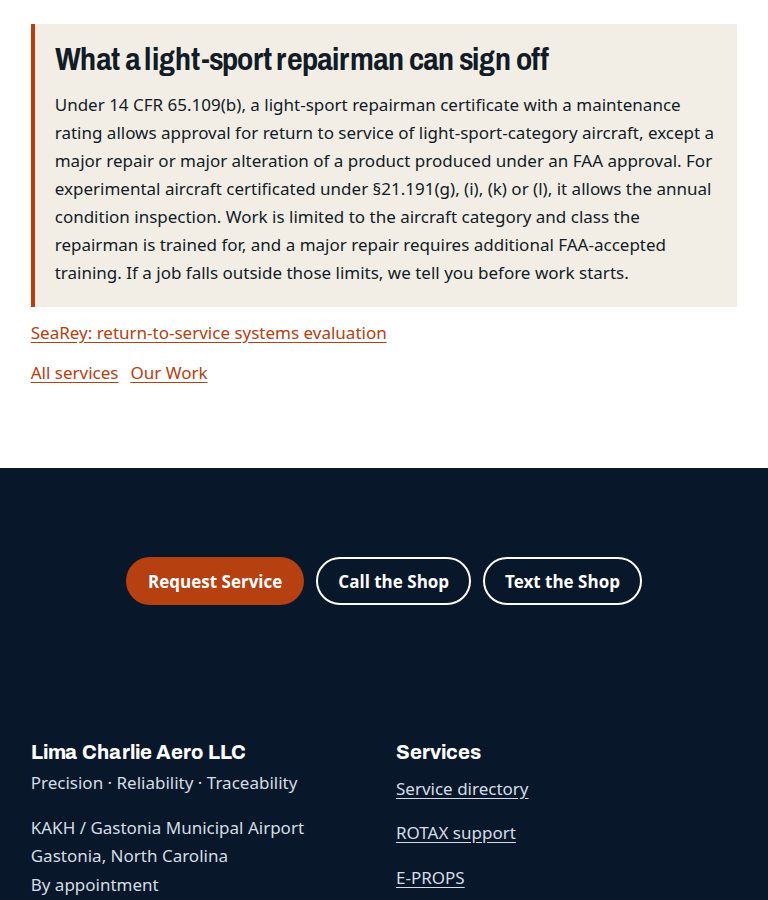 What a light-sport repairman can sign off
Under 14 CFR 65.109(b), a light-sport repairman certificate with a maintenance
rating allows approval for return to service of light-sport-category aircraft, except a
major repair or major alteration of a product produced under an FAA approval. For
experimental aircraft certificated under §21.191(g), (i), (k) or (l), it allows the annual
condition inspection. Work is limited to the aircraft category and class the
repairman is trained for, and a major repair requires additional FAA-accepted
training. If a job falls outside those limits, we tell you before work starts.
SeaRey: return-to-service systems evaluation
All services Our Work
Request Service Call the Shop Text the Shop
Lima Charlie Aero LLC
Precision · Reliability · Traceability
KAKH / Gastonia Municipal Airport
Gastonia, North Carolina
By appointment
Services
Service directory
ROTAX support
E-PROPS